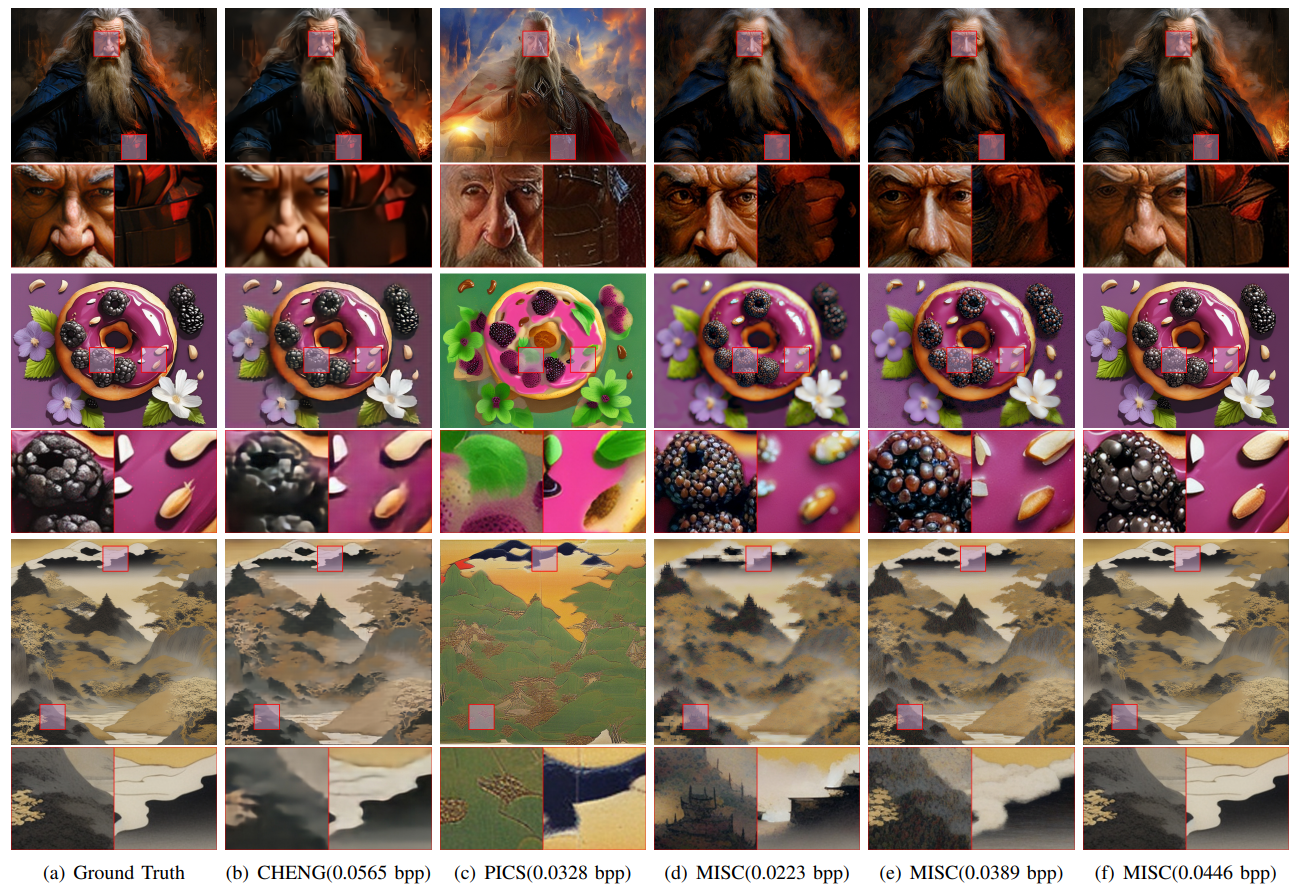 (a) Ground Truth
(b) CHENG(0.0565 bpp)
(c) PICS(0.0328 bpp)
(d) MISC(0.0223 bpp)
(e) MISC(0.0389 bpp)
(f) MISC(0.0446 bpp)